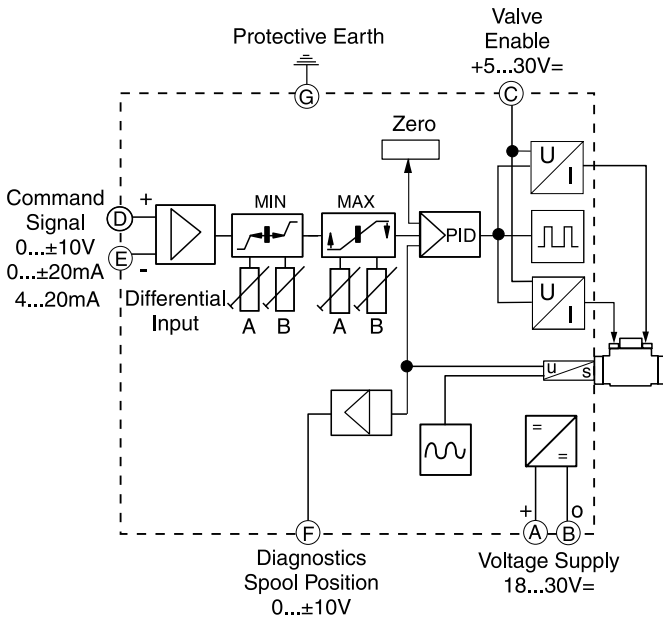 Protective Earth
G
Valve
Enable
+5...30V=
C
Zero
Command
Signal
0...±10V
0...±20mA
4...20mA
D
+
E
-
Differential
Input
MIN
A
B
MAX
A
B
PID
U
I
U
I
u
s
=
=
+
o
F
A
B
Diagnostics
Spool Position
0...±10V
Voltage Supply
18...30V=